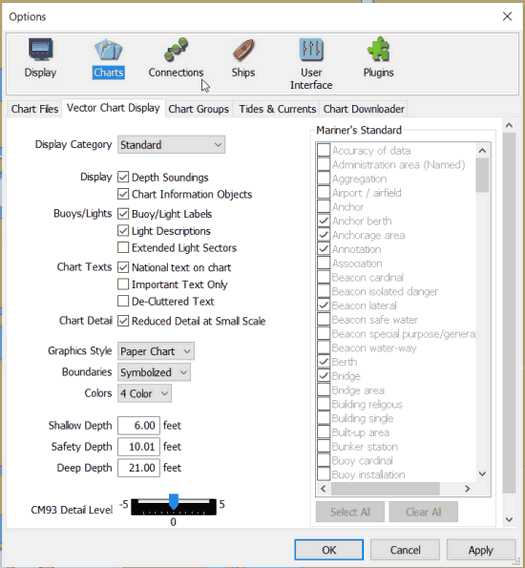 Options
Display
Charts
Connections
Ships
User
Interface
Plugins
Chart Files
Vector Chart Display
Chart Groups
Tides & Currents
Chart Downloader
Display Category
Standard
Display
Depth Soundings
Chart Information Objects
Buoys/Lights
Buoy/Light Labels
Light Descriptions
Extended Light Sectors
Chart Texts
National text on chart
Important Text Only
De-Cluttered Text
Chart Detail
Reduced Detail at Small Scale
Graphics Style
Paper Chart
Boundaries
Symbolized
Colors
4 Color
Shallow Depth
6.00
feet
Safety Depth
10.01
feet
Deep Depth
21.00
feet
CM93 Detail Level
-5
5
0
Mariner's Standard
Accuracy of data
Administration area (Named)
Aggregation
Airport / airfield
Anchor
Anchor berth
Anchorage area
Annotation
Association
Beacon cardinal
Beacon isolated danger
Beacon lateral
Beacon safe water
Beacon special purpose/genera
Beacon water-way
Berth
Bridge
Bridge area
Building religous
Building single
Built-up area
Bunker station
Buoy cardinal
Buoy installation
Select All
Clear All
OK
Cancel
Apply